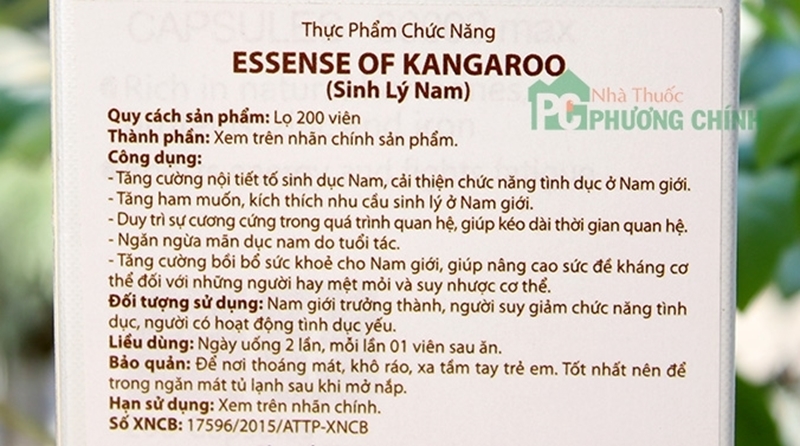 Thực Phẩm Chức Năng
ESSENSE OF KANGAROO
(Sinh Lý Nam)
Nhà Thuốc
PC PHƯƠNG CHÍNH
Quy cách sản phẩm: Lọ 200 viên
Thành phần: Xem trên nhãn chính sản phẩm.
Công dụng:
- Tăng cường nội tiết tố sinh dục Nam, cải thiện chức năng tình dục ở Nam giới.
- Tăng ham muốn, kích thích nhu cầu sinh lý ở Nam giới.
- Duy trì sự cương cứng trong quá trình quan hệ, giúp kéo dài thời gian quan hệ.
- Ngăn ngừa mãn dục nam do tuổi tác.
- Tăng cường bồi bổ sức khoẻ cho Nam giới, giúp nâng cao sức đề kháng cơ
thể đối với những người hay mệt mỏi và suy nhược cơ thể.
Đối tượng sử dụng: Nam giới trưởng thành, người suy giảm chức năng tình
dục, người có hoạt động tình dục yếu.
Liều dùng: Ngày uống 2 lần, mỗi lần 01 viên sau ăn.
Bảo quản: Để nơi thoáng mát, khô ráo, xa tầm tay trẻ em. Tốt nhất nên để
trong ngăn mát tủ lạnh sau khi mở nắp.
Hạn sử dụng: Xem trên nhãn chính.
Số XNCB: 17596/2015/ATTP-XNCB